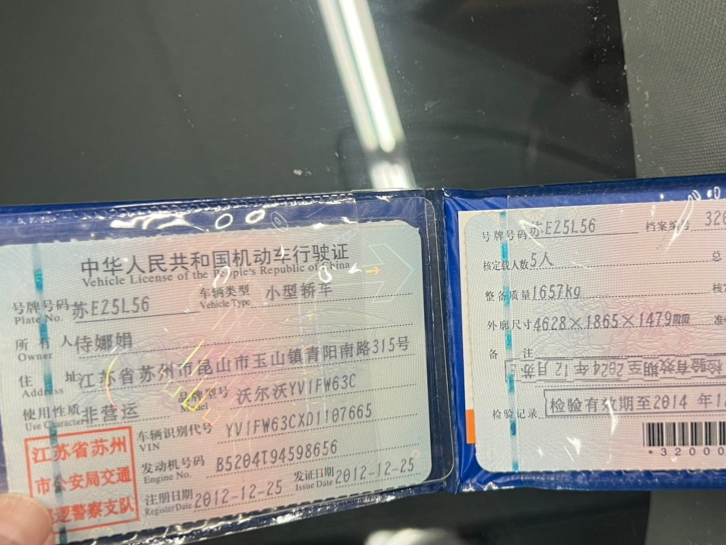 中华人民共和国机动车行驶证
Vehicle License of the People's Republic of China
号牌号码 苏E25L56 车辆类型 小型轿车
Plate No. Vehicle Type
所有人 侍娜娟
Owner
住址 江苏省苏州市昆山市玉山镇青阳南路315号
Address
使用性质 非营运 型号 沃尔沃YV1FW63C
Use Character Model
江苏省苏州
市公安局交通
巡逻警察支队
车辆识别代号 YV1FW63CXD1107665
VIN
发动机号码 B5204T94598656
Engine No.
注册日期 2012-12-25 发证日期 2012-12-25
Register Date Issue Date
号牌号码 苏E25L56 档案编号 320
核定载人数 5人 总
整备质量 1657kg 核
外廓尺寸 4628×1865×1479mm 准
备注
检验有效期至2024年12月苏E
检验记录 检验有效期至2014年12
*32000